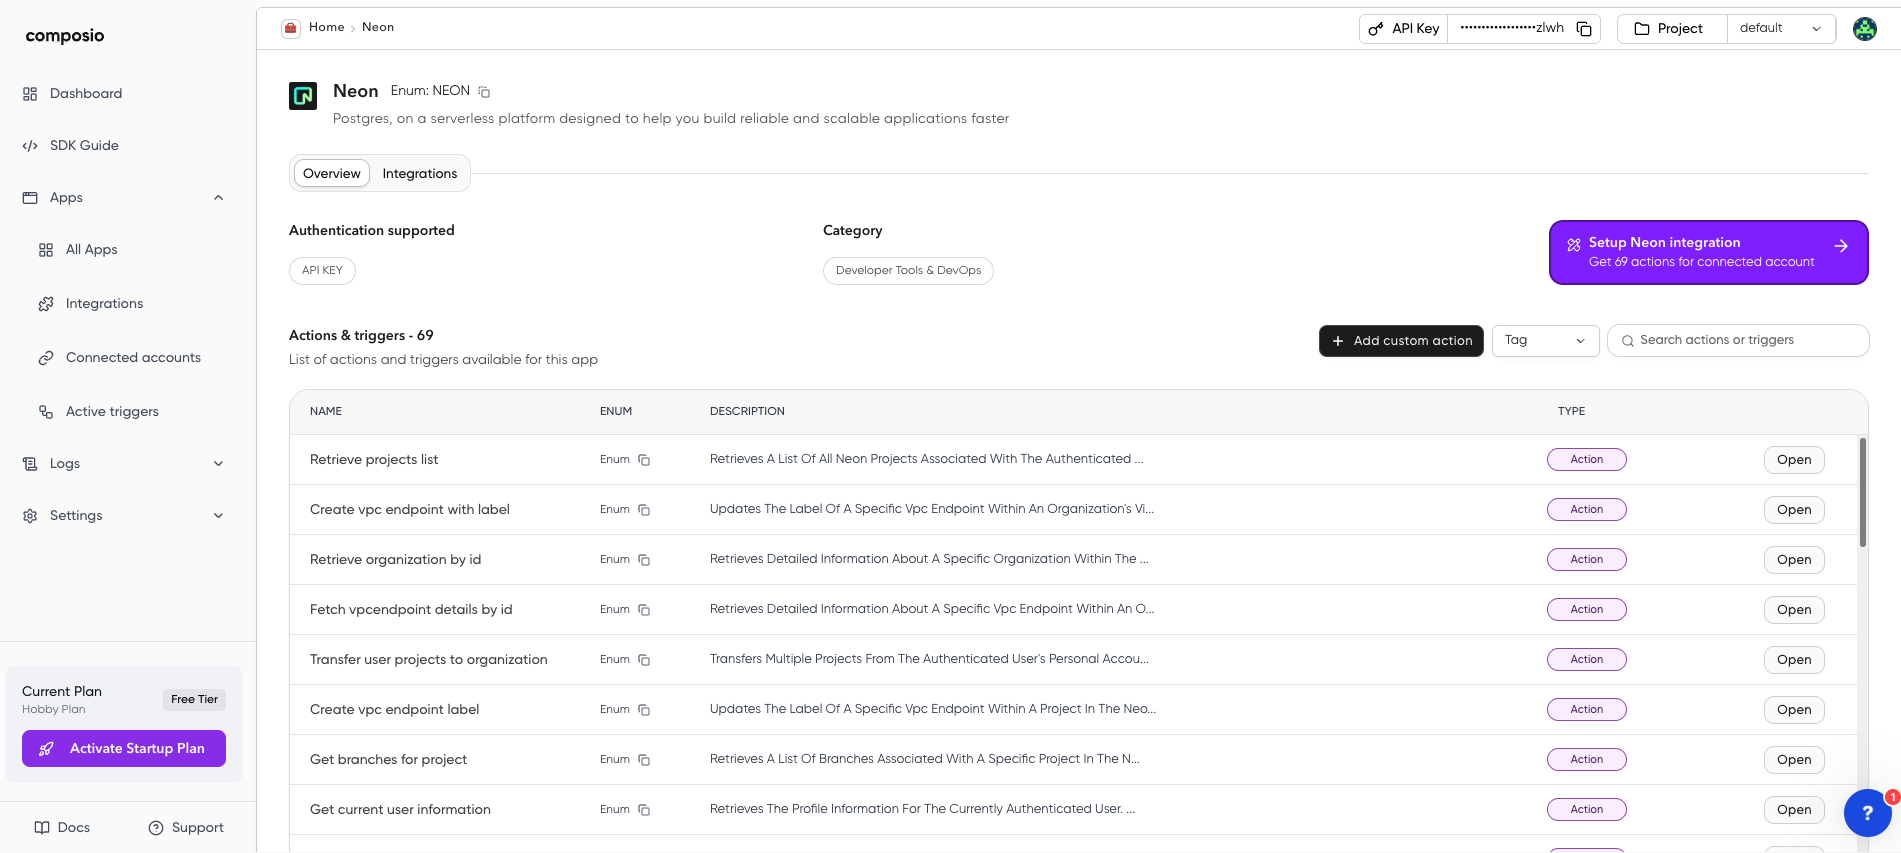 composio
Home > Neon
API Key ••••••••••••••••••zlwh
Project default
Dashboard
SDK Guide
Apps
All Apps
Integrations
Connected accounts
Active triggers
Logs
Settings
Current Plan
Hobby Plan
Free Tier
Activate Startup Plan
Docs
Support
Neon Enum: NEON
Postgres, on a serverless platform designed to help you build reliable and scalable applications faster
Overview Integrations
Authentication supported
API KEY
Category
Developer Tools & DevOps
Setup Neon integration
Get 69 actions for connected account
Actions & triggers - 69
List of actions and triggers available for this app
+ Add custom action
Tag
Search actions or triggers
NAME ENUM DESCRIPTION TYPE
Retrieve projects list Enum Retrieves A List Of All Neon Projects Associated With The Authenticated ... Action Open
Create vpc endpoint with label Enum Updates The Label Of A Specific Vpc Endpoint Within An Organization's Vi... Action Open
Retrieve organization by id Enum Retrieves Detailed Information About A Specific Organization Within The ... Action Open
Fetch vpcendpoint details by id Enum Retrieves Detailed Information About A Specific Vpc Endpoint Within An O... Action Open
Transfer user projects to organization Enum Transfers Multiple Projects From The Authenticated User's Personal Accou... Action Open
Create vpc endpoint label Enum Updates The Label Of A Specific Vpc Endpoint Within A Project In The Neo... Action Open
Get branches for project Enum Retrieves A List Of Branches Associated With A Specific Project In The N... Action Open
Get current user information Enum Retrieves The Profile Information For The Currently Authenticated User. ... Action Open
?
1